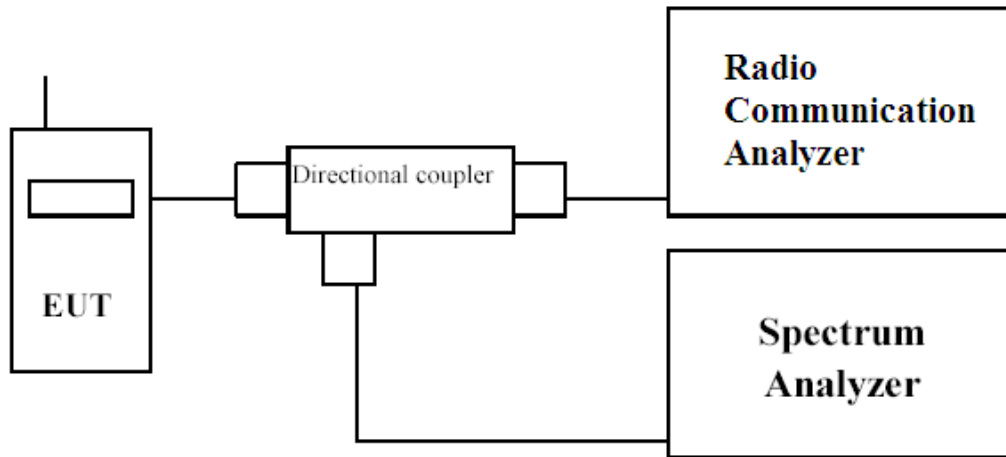 Radio
Communication
Analyzer
Directional coupler
EUT
Spectrum
Analyzer